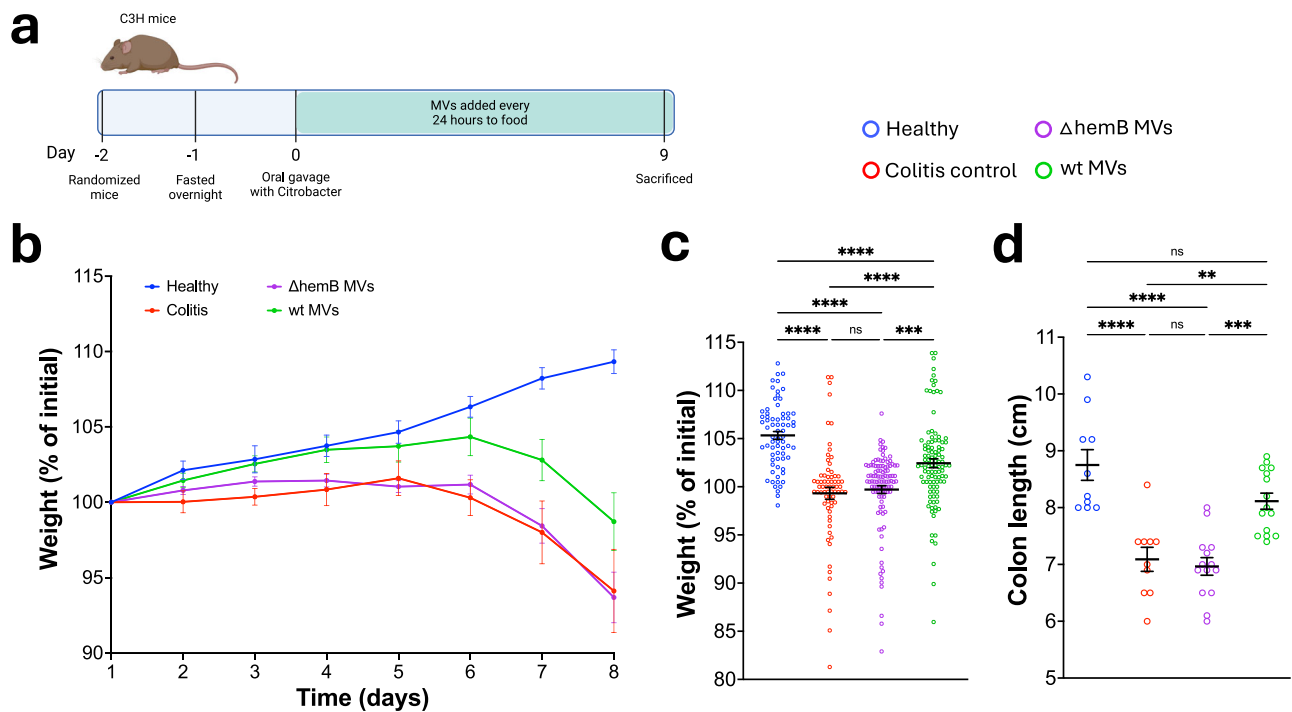 a
C3H mice
MVs added every
24 hours to food
Day
-2
-1
0
9
Randomized
mice
Fasted
overnight
Oral gavage
with Citrobacter
Sacrificed
Healthy
ΔhemB MVs
Colitis control
wt MVs
b
Healthy
ΔhemB MVs
Colitis
wt MVs
Weight (% of initial)
115
110
105
100
95
90
1 2 3 4 5 6 7 8
Time (days)
c
****
****
****
**** ns ***
Weight (% of initial)
115
110
105
100
95
90
85
80
d
ns
**
****
**** ns ***
Colon length (cm)
11
10
9
8
7
6
5